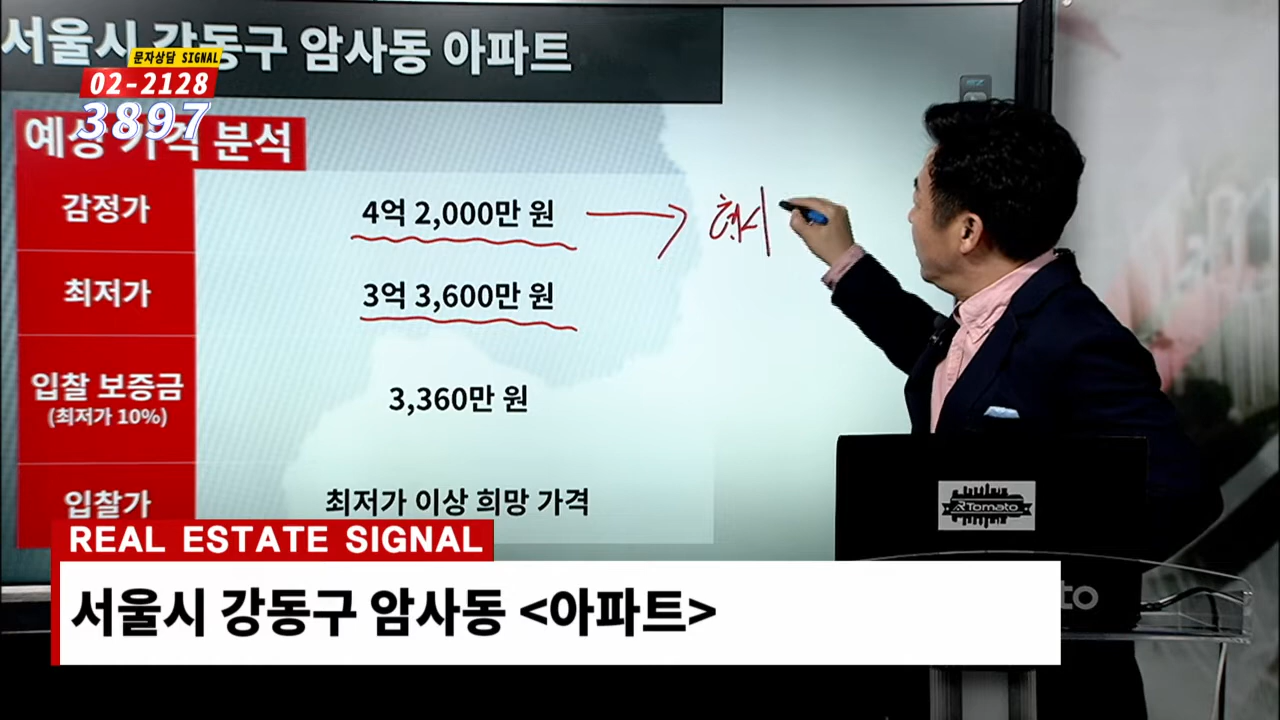 서울시 강동구 암사동 아파트
문자상담 SIGNAL
02-2128
3897
예상 가격 분석
감정가
4억 2,000만 원
최저가
3억 3,600만 원
입찰 보증금
(최저가 10%)
3,360만 원
입찰가
최저가 이상 희망 가격
RTomato
REAL ESTATE SIGNAL
서울시 강동구 암사동 <아파트>